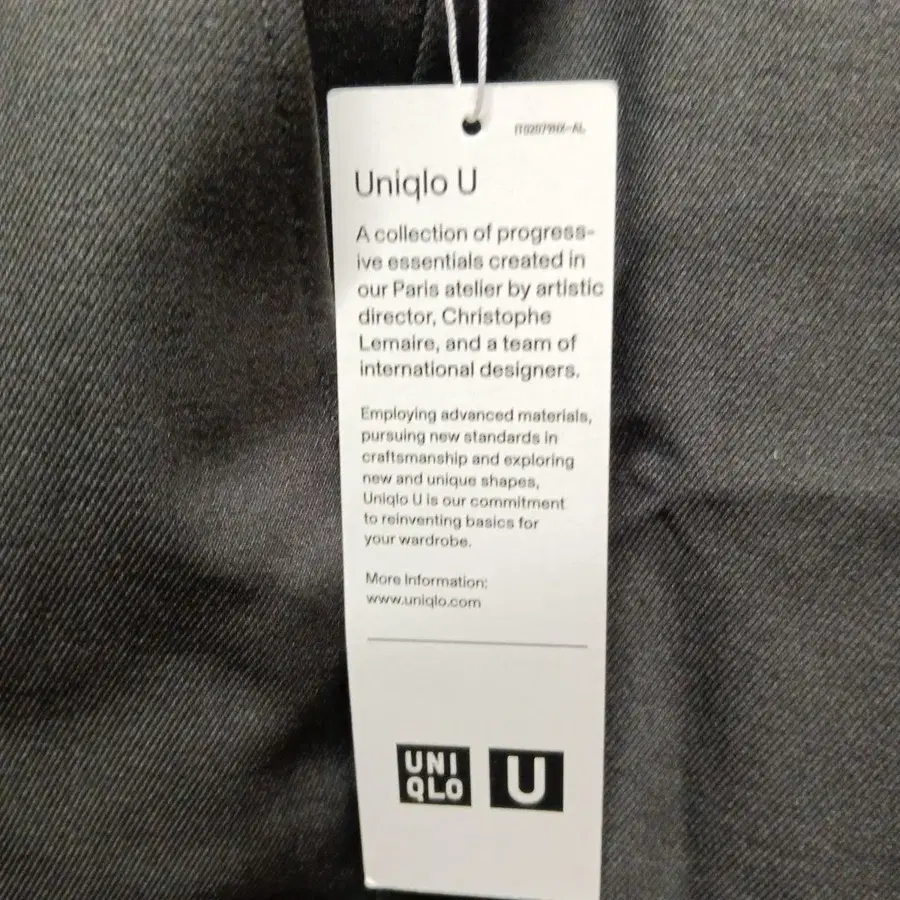 Uniqlo U
A collection of progress-
ive essentials created in
our Paris atelier by artistic
director, Christophe
Lemaire, and a team of
international designers.
Employing advanced materials,
pursuing new standards in
craftsmanship and exploring
new and unique shapes,
Uniqlo U is our commitment
to reinventing basics for
your wardrobe.
More Information:
www.uniqlo.com
UNI
QLO
U